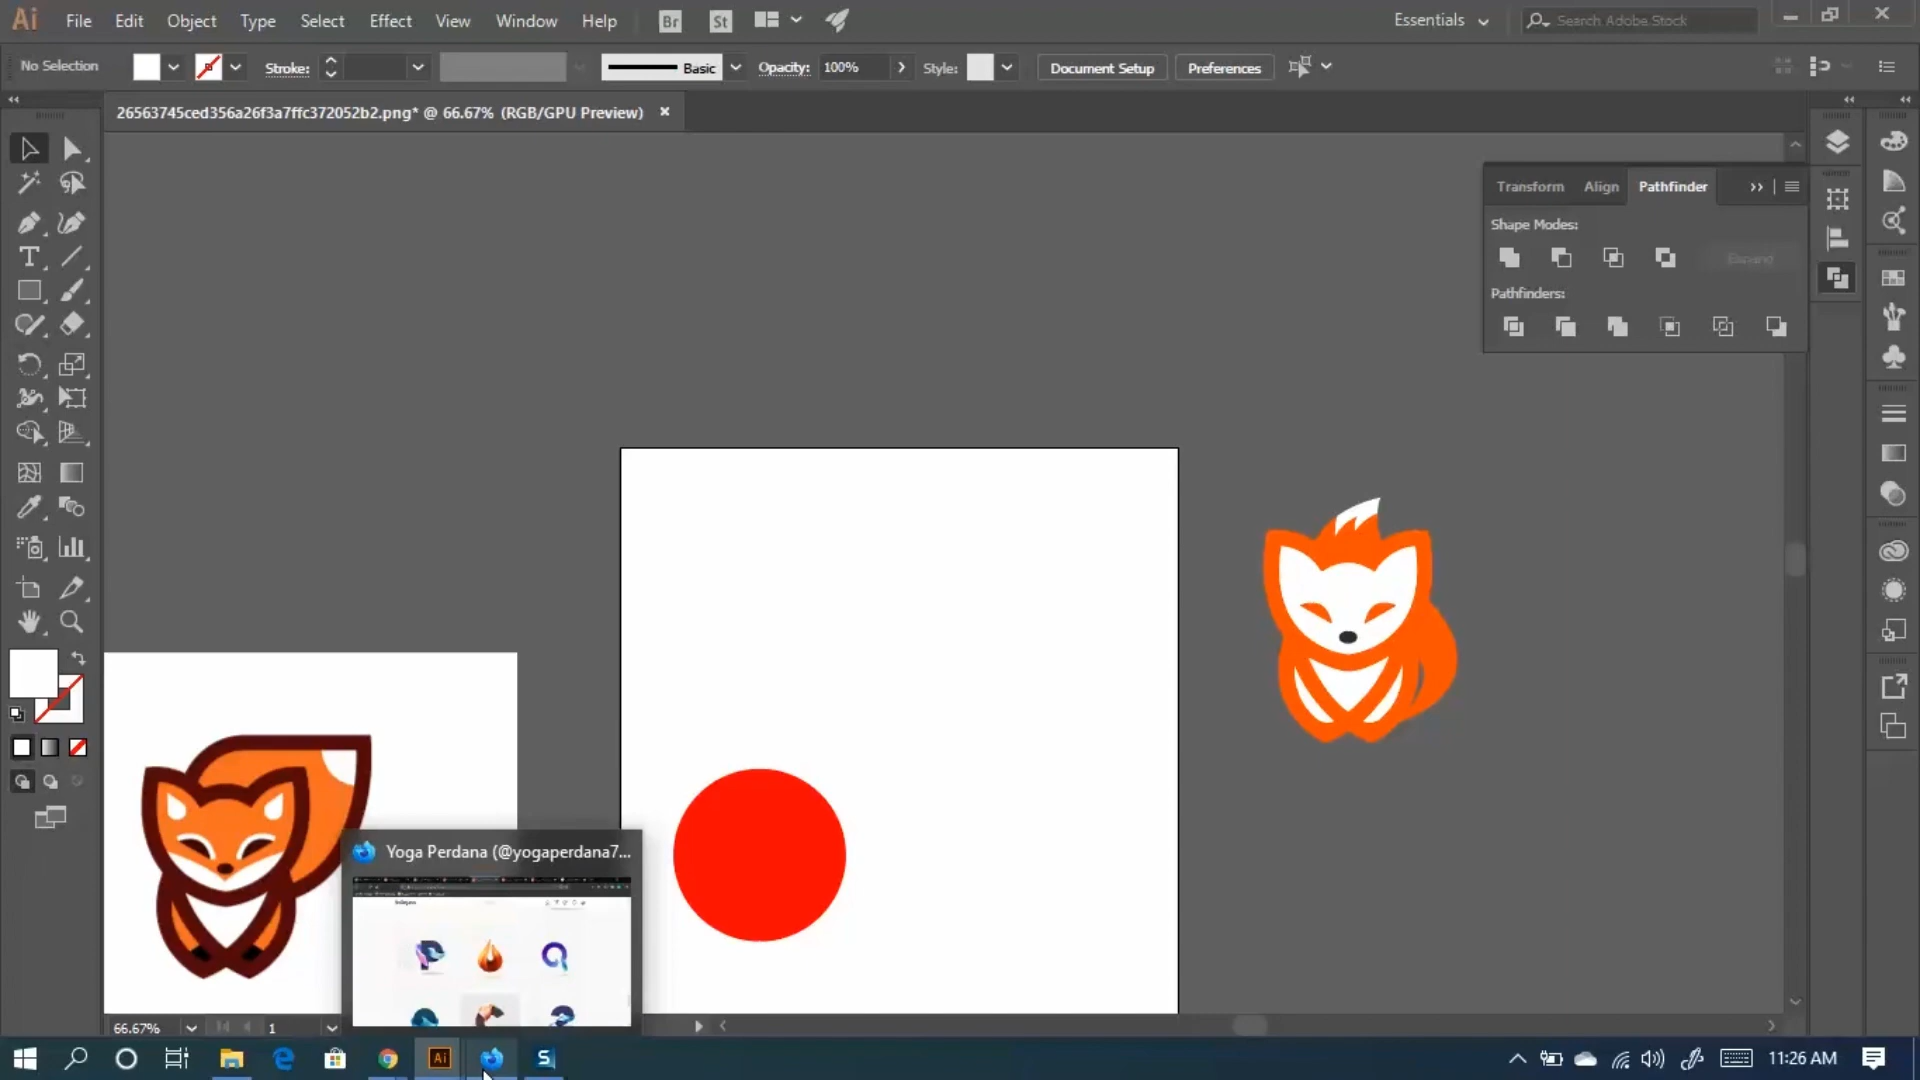 Ai File Edit Object Type Select Effect View Window Help Br St Essentials Search Adobe Stock
No Selection Stroke: Basic Opacity: 100% Style: Document Setup Preferences
26563745ced356a26f3a7ffc372052b2.png* @ 66.67% (RGB/GPU Preview)
Transform Align Pathfinder
Shape Modes:
Expand
Pathfinders:
Yoga Perdana (@yogaperdana7...
66.67% 1
Ai S 11:26 AM